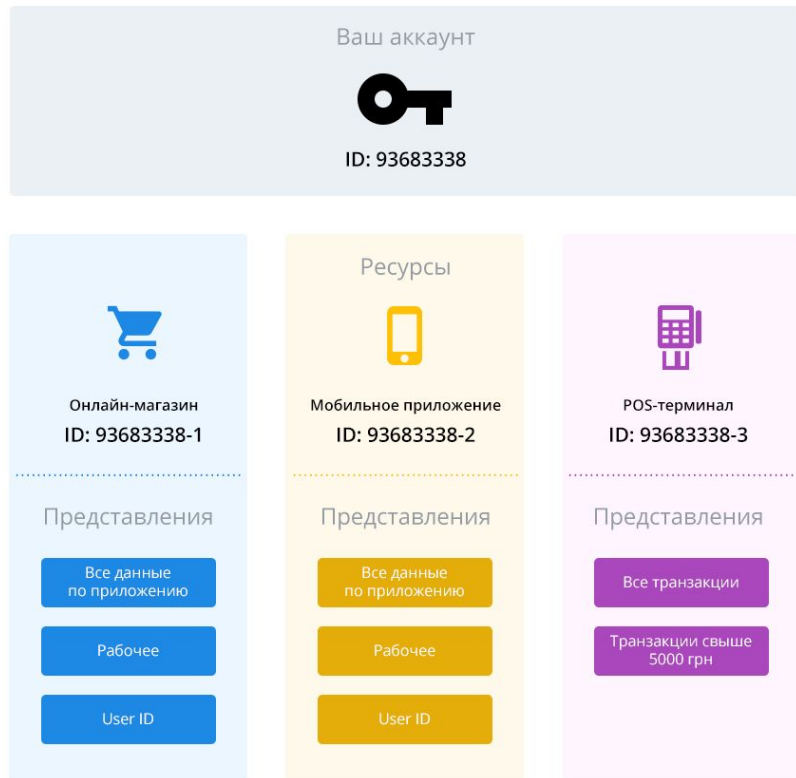 Ваш аккаунт
ID: 93683338
Ресурсы
Онлайн-магазин
ID: 93683338-1
Представления
Все данные
по приложению
Рабочее
User ID
Мобильное приложение
ID: 93683338-2
Представления
Все данные
по приложению
Рабочее
User ID
POS-терминал
ID: 93683338-3
Представления
Все транзакции
Транзакции свыше
5000 грн